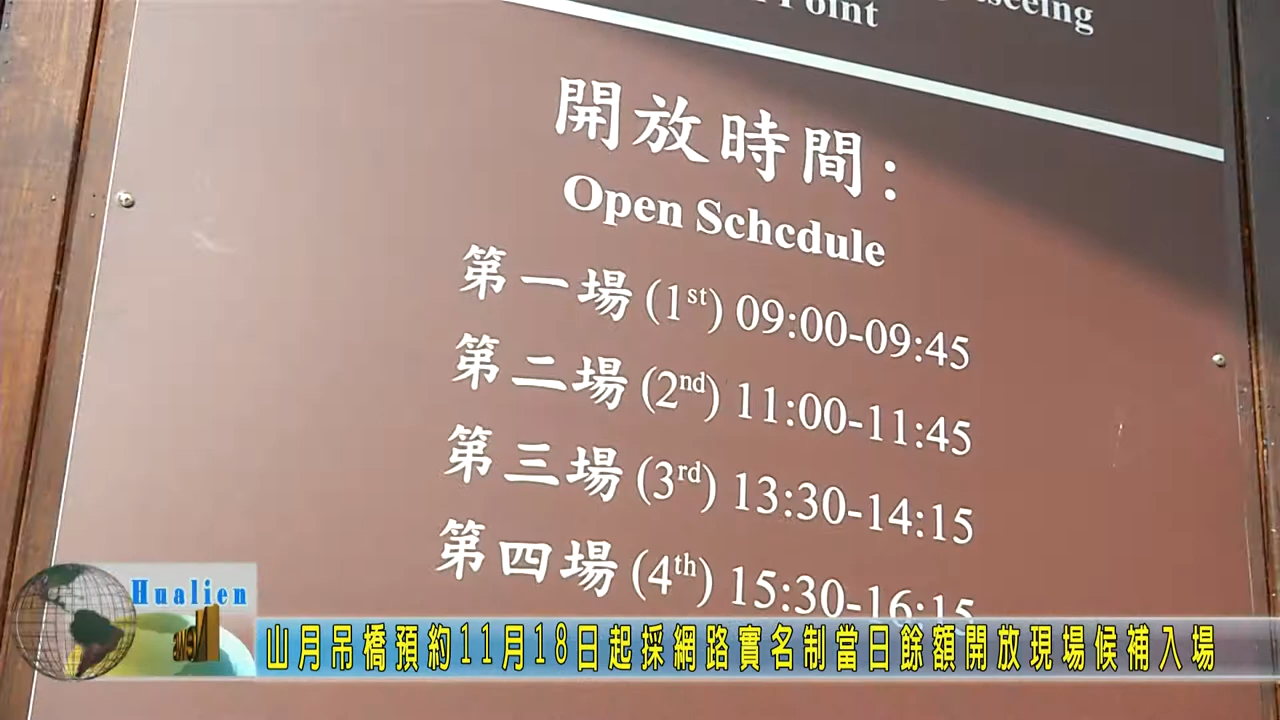 Point
開放時間：
Open Schedule
第一場 (1st) 09:00-09:45
第二場 (2nd) 11:00-11:45
第三場 (3rd) 13:30-14:15
第四場 (4th) 15:30-16:15
Hualien
山月吊橋預約11月18日起採網路實名制當日餘額開放現場候補入場